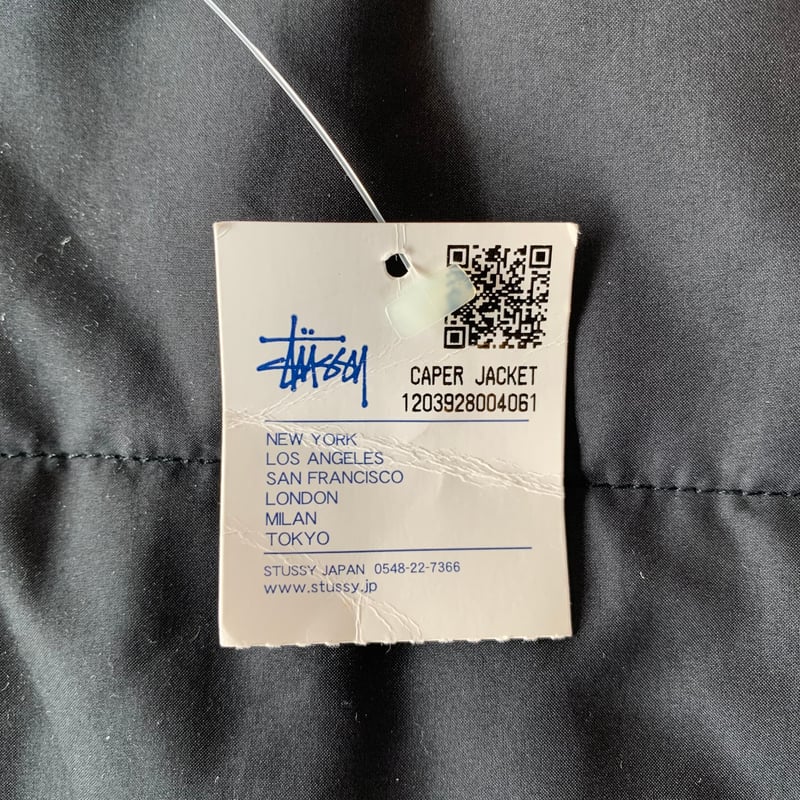 Stüssy
CAPER JACKET
1203928004061
NEW YORK
LOS ANGELES
SAN FRANCISCO
LONDON
MILAN
TOKYO
STUSSY JAPAN 0548-22-7366
www.stussy.jp